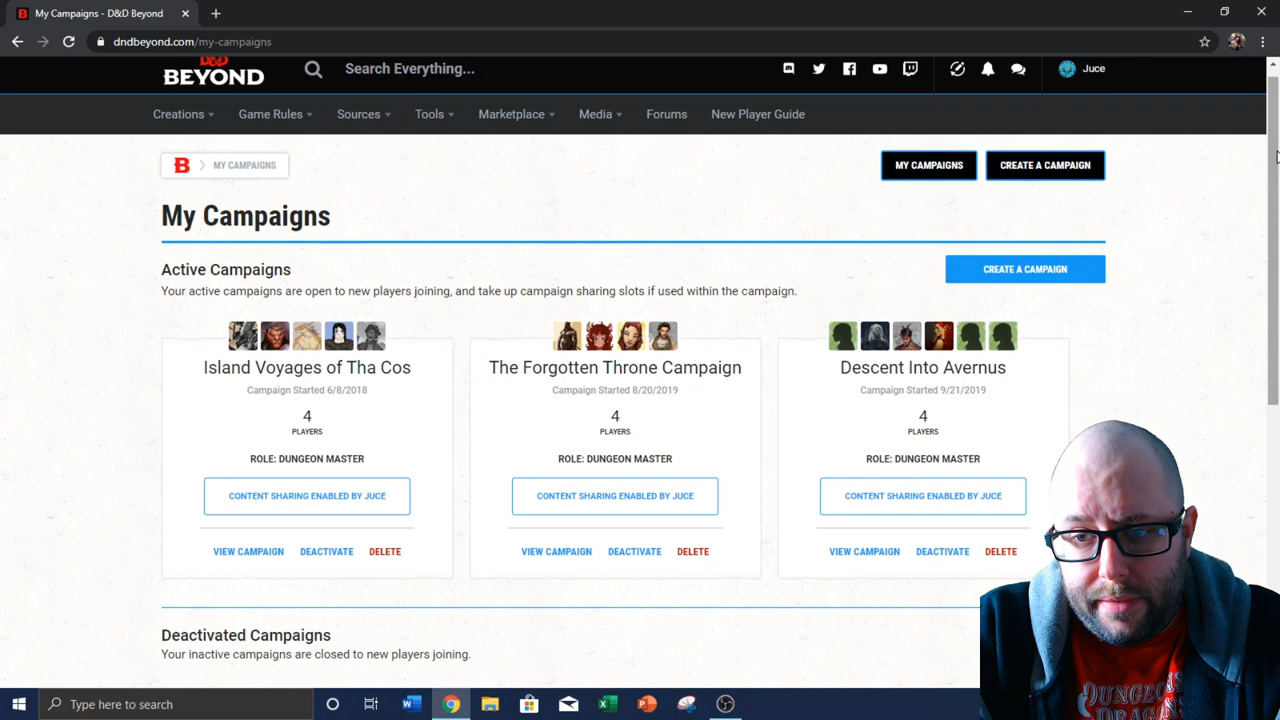 My Campaigns - D&D Beyond
dndbeyond.com/my-campaigns
D&D
BEYOND
Search Everything...
Juce
Creations
Game Rules
Sources
Tools
Marketplace
Media
Forums
New Player Guide
MY CAMPAIGNS
MY CAMPAIGNS
CREATE A CAMPAIGN
My Campaigns
Active Campaigns
CREATE A CAMPAIGN
Your active campaigns are open to new players joining, and take up campaign sharing slots if used within the campaign.
Island Voyages of Tha Cos
Campaign Started 6/8/2018
4
PLAYERS
ROLE: DUNGEON MASTER
CONTENT SHARING ENABLED BY JUCE
VIEW CAMPAIGN
DEACTIVATE
DELETE
The Forgotten Throne Campaign
Campaign Started 8/20/2019
4
PLAYERS
ROLE: DUNGEON MASTER
CONTENT SHARING ENABLED BY JUCE
VIEW CAMPAIGN
DEACTIVATE
DELETE
Descent Into Avernus
Campaign Started 9/21/2019
4
PLAYERS
ROLE: DUNGEON MASTER
CONTENT SHARING ENABLED BY JUCE
VIEW CAMPAIGN
DEACTIVATE
DELETE
Deactivated Campaigns
Your inactive campaigns are closed to new players joining.
DUNGEONS
DRAGONS
Type here to search